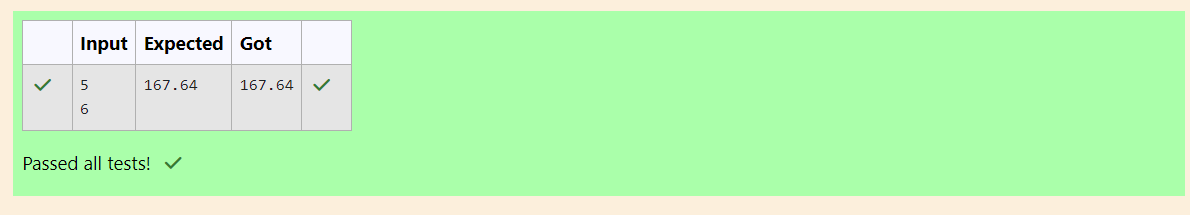 Input Expected Got
5 167.64 167.64
6
Passed all tests!